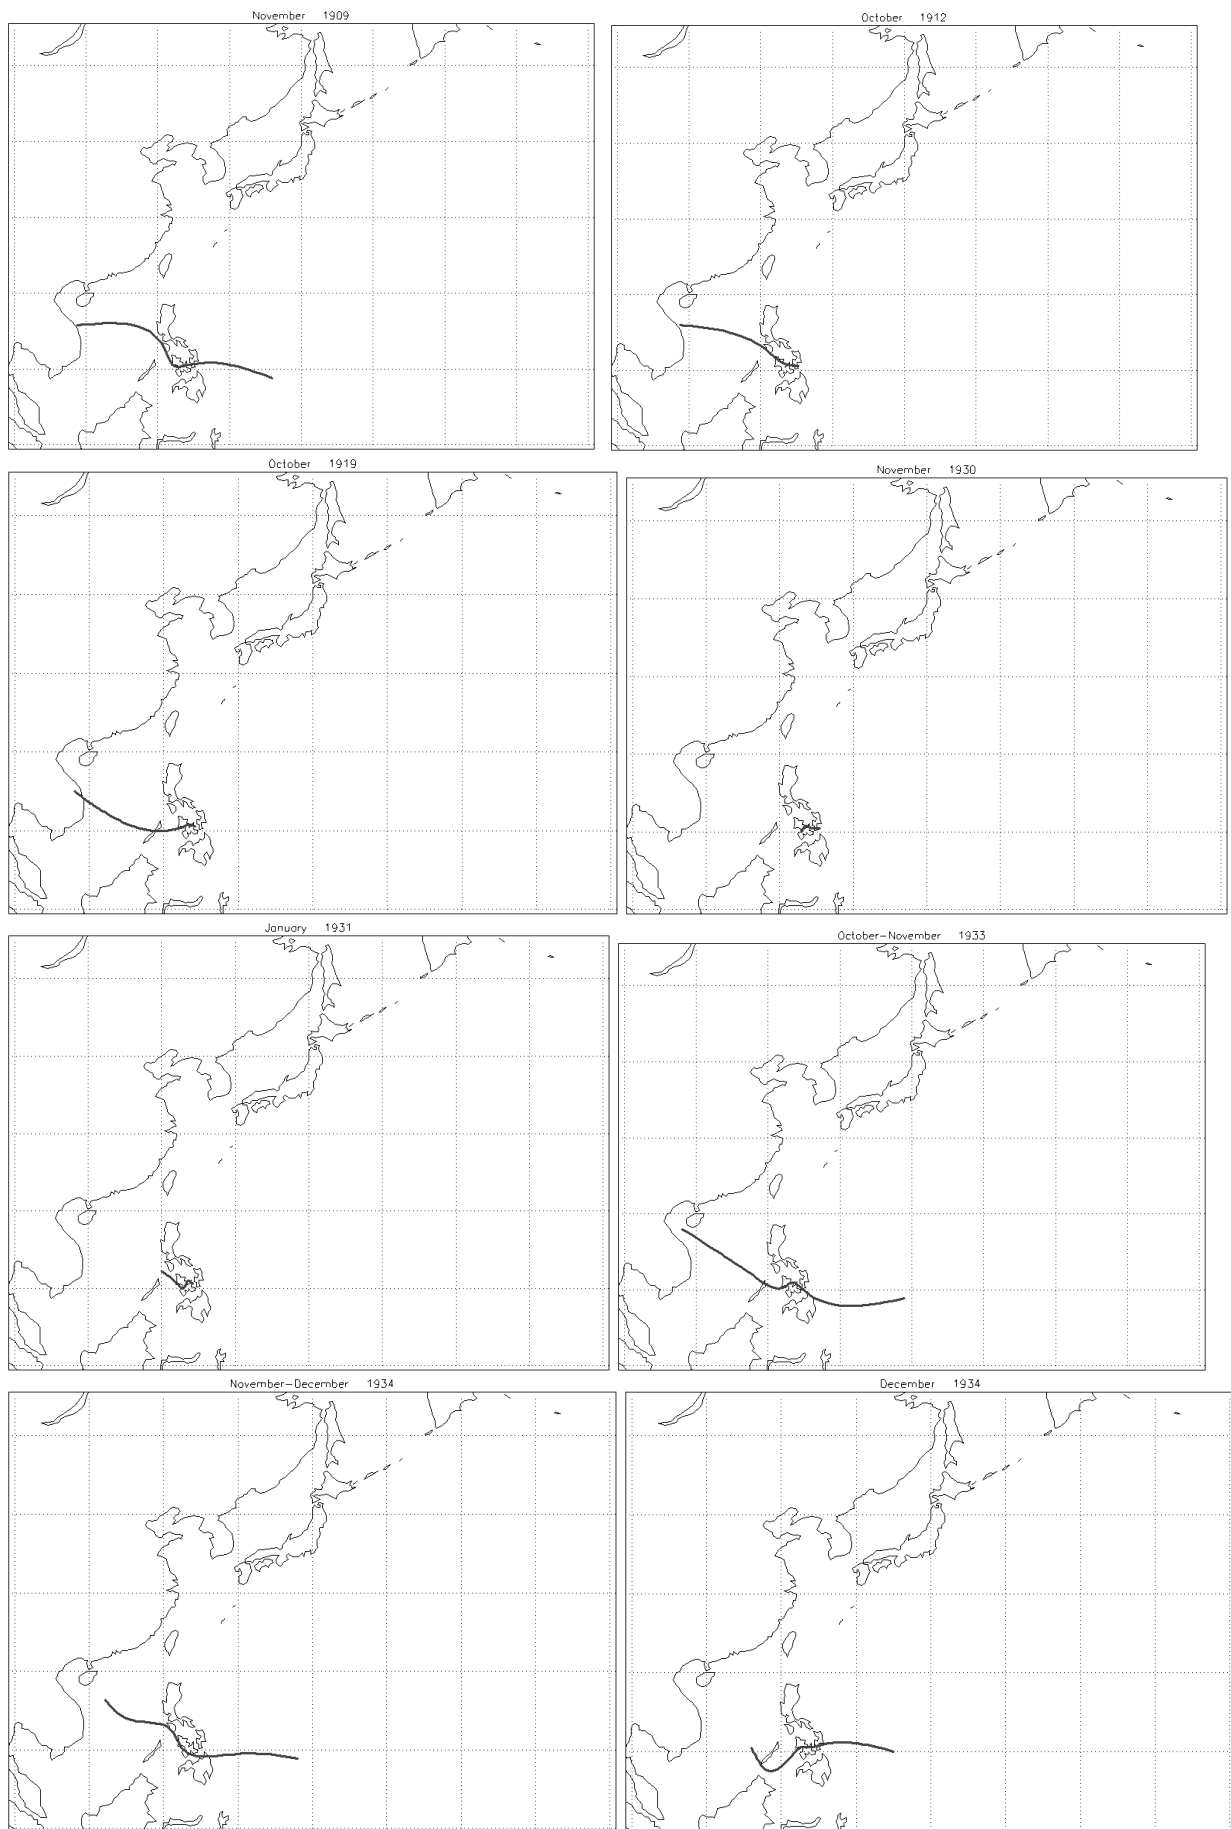 November 1909
October 1912
October 1919
November 1930
January 1931
October-November 1933
November-December 1934
December 1934